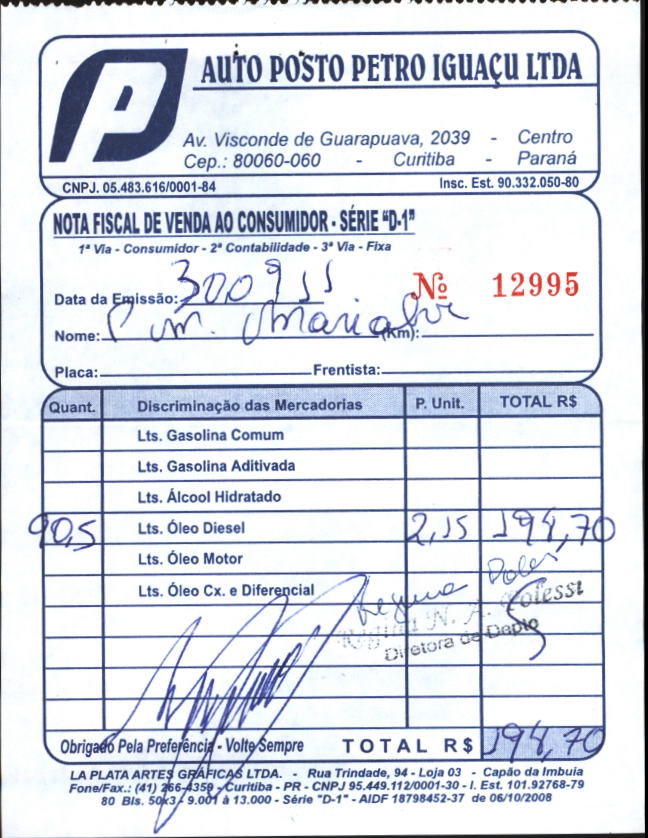 AUTO POSTO PETRO IGUAÇU LTDA
Av. Visconde de Guarapuava, 2039 - Centro
Cep.: 80060-060 - Curitiba - Paraná
CNPJ. 05.483.616/0001-84 Insc. Est. 90.332.050-80
NOTA FISCAL DE VENDA AO CONSUMIDOR - SÉRIE "D-1"
1ª Via - Consumidor - 2ª Contabilidade - 3ª Via - Fixa
Data da Emissão: 300911 Nº 12995
Nome: P. m. Marialva (Km):
Placa: Frentista:
Quant. Discriminação das Mercadorias P. Unit. TOTAL R$
Lts. Gasolina Comum
Lts. Gasolina Aditivada
Lts. Álcool Hidratado
90,5 Lts. Óleo Diesel 2,15 194,70
Lts. Óleo Motor
Lts. Óleo Cx. e Diferencial
Regina N. A. Polessi
Diretora de Depto
Obrigado Pela Preferência - Volte Sempre TOTAL R$ 194,70
LA PLATA ARTES GRÁFICAS LTDA. - Rua Trindade, 94 - Loja 03 - Capão da Imbuia
Fone/Fax.: (41) 266-4359 - Curitiba - PR - CNPJ 95.449.112/0001-30 - I. Est. 101.92768-79
80 Bls. 50x3 - 9.001 à 13.000 - Série "D-1" - AIDF 18798452-37 de 06/10/2008